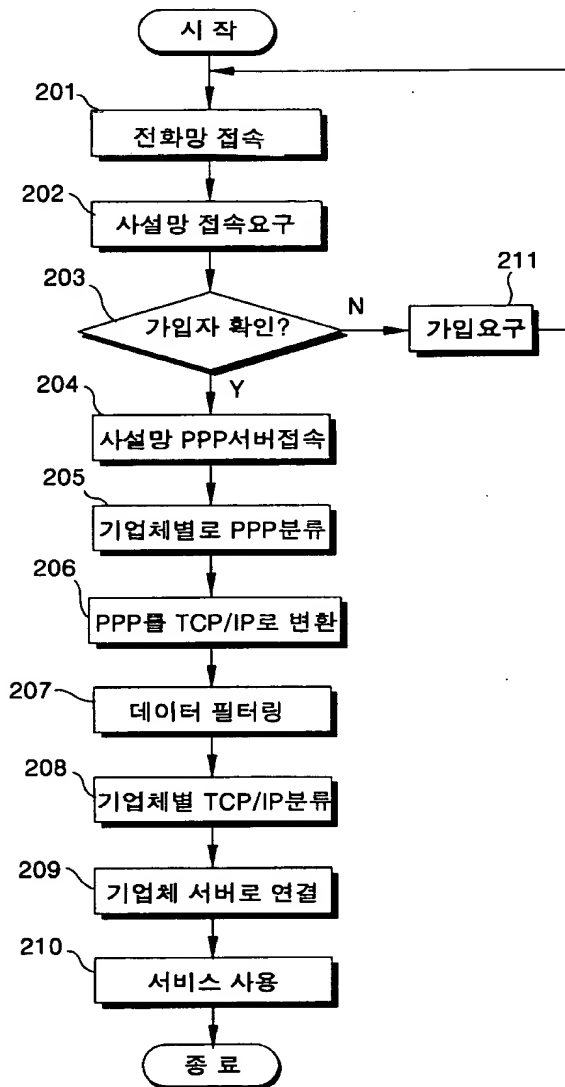 시작
201
전화망 접속
202
사설망 접속요구
203
가입자 확인?
N
211
가입요구
Y
204
사설망 PPP서버접속
205
기업체별로 PPP분류
206
PPP를 TCP/IP로 변환
207
데이터 필터링
208
기업체별 TCP/IP분류
209
기업체 서버로 연결
210
서비스 사용
종료